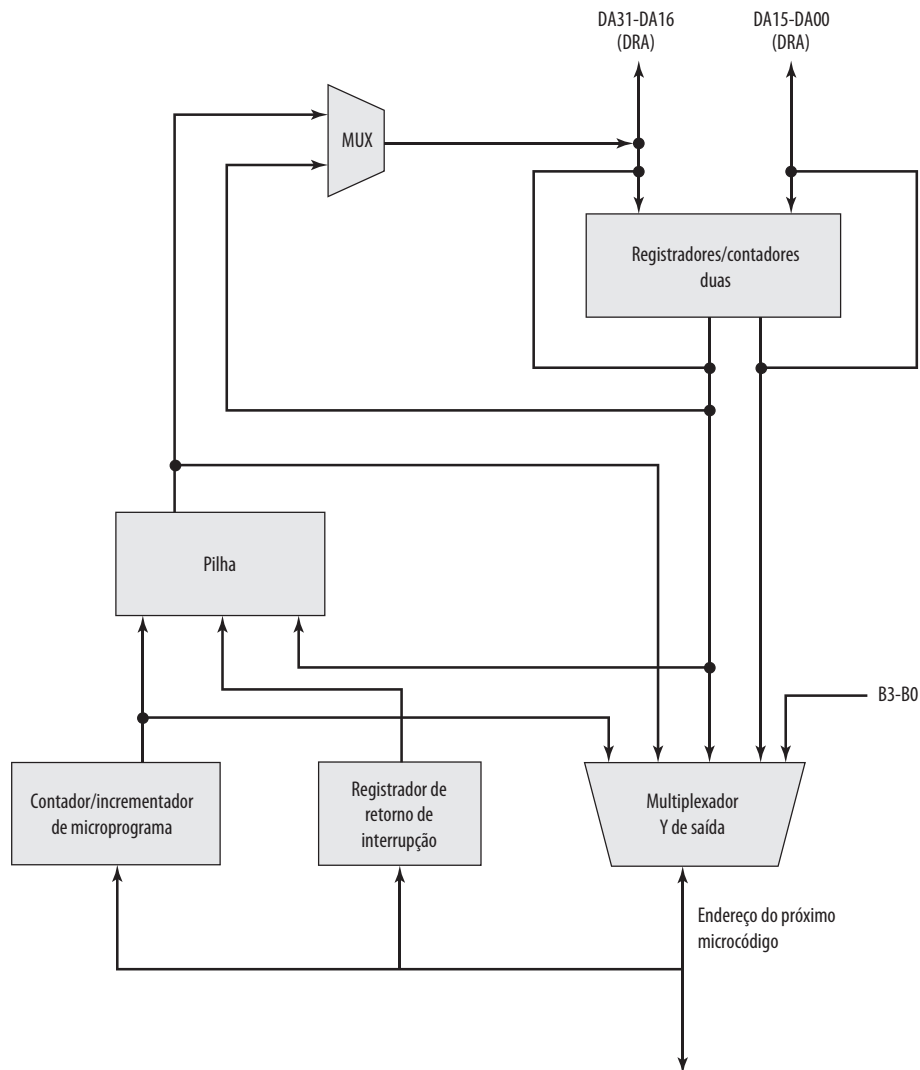 DA31-DA16
(DRA)
DA15-DA00
(DRA)
MUX
Registradores/contadores
duas
Pilha
B3-B0
Contador/incrementador
de microprograma
Registrador de
retorno de
interrupção
Multiplexador
Y de saída
Endereço do próximo
microcódigo